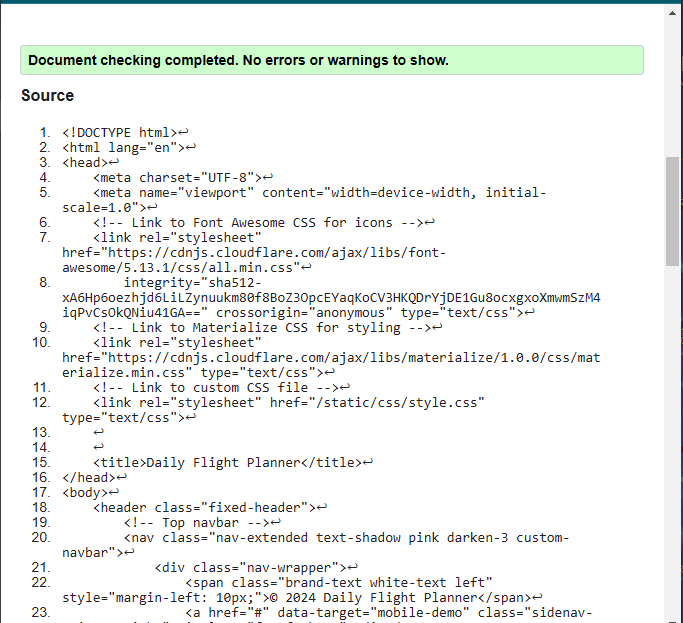 Document checking completed. No errors or warnings to show.
Source
1. <!DOCTYPE html>↩
2. <html lang="en">↩
3. <head>↩
4.     <meta charset="UTF-8">↩
5.     <meta name="viewport" content="width=device-width, initial-
scale=1.0">↩
6.     <!-- Link to Font Awesome CSS for icons -->↩
7.     <link rel="stylesheet"
href="https://cdnjs.cloudflare.com/ajax/libs/font-
awesome/5.13.1/css/all.min.css"↩
8.         integrity="sha512-
xA6Hp6oezhjd6LiLZynuukm80f8BoZ3OpcEYaqKoCV3HKQDrYjDE1Gu8ocxgxoXmwmSzM4
iqPvCsOkQNiu41GA==" crossorigin="anonymous" type="text/css">↩
9.     <!-- Link to Materialize CSS for styling -->↩
10.     <link rel="stylesheet"
href="https://cdnjs.cloudflare.com/ajax/libs/materialize/1.0.0/css/mat
erialize.min.css" type="text/css">↩
11.     <!-- Link to custom CSS file -->↩
12.     <link rel="stylesheet" href="/static/css/style.css"
type="text/css">↩
13.     ↩
14.     ↩
15.     <title>Daily Flight Planner</title>↩
16. </head>↩
17. <body>↩
18.     <header class="fixed-header">↩
19.         <!-- Top navbar -->↩
20.         <nav class="nav-extended text-shadow pink darken-3 custom-
navbar">↩
21.             <div class="nav-wrapper">↩
22.                 <span class="brand-text white-text left"
style="margin-left: 10px;">© 2024 Daily Flight Planner</span>↩
23.                 <a href="#" data-target="mobile-demo" class="sidenav-